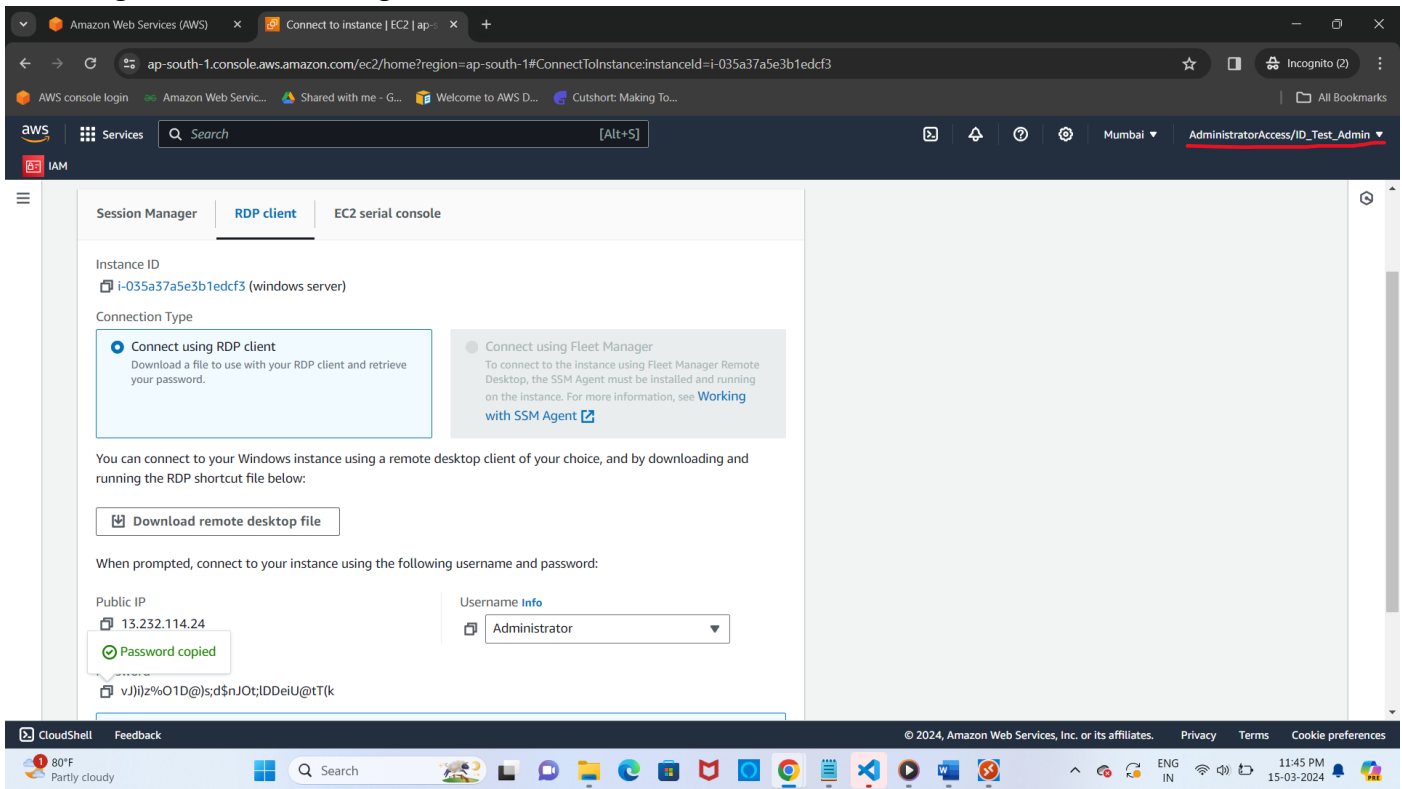 Amazon Web Services (AWS)
Connect to instance | EC2 | ap-s
ap-south-1.console.aws.amazon.com/ec2/home?region=ap-south-1#ConnectToInstance:instanceId=i-035a37a5e3b1edcf3
Incognito (2)
AWS console login
Amazon Web Servic...
Shared with me - G...
Welcome to AWS D...
Cutshort: Making To...
All Bookmarks
aws
Services
Search
[Alt+S]
Mumbai
AdministratorAccess/ID_Test_Admin
IAM
Session Manager
RDP client
EC2 serial console
Instance ID
i-035a37a5e3b1edcf3 (windows server)
Connection Type
Connect using RDP client
Download a file to use with your RDP client and retrieve
your password.
Connect using Fleet Manager
To connect to the instance using Fleet Manager Remote
Desktop, the SSM Agent must be installed and running
on the instance. For more information, see Working
with SSM Agent
You can connect to your Windows instance using a remote desktop client of your choice, and by downloading and
running the RDP shortcut file below:
Download remote desktop file
When prompted, connect to your instance using the following username and password:
Public IP
13.232.114.24
Username Info
Administrator
Password copied
vJ)i)z%O1D@)s;d$nJOt;lDDeiU@tT(k
CloudShell
Feedback
© 2024, Amazon Web Services, Inc. or its affiliates.
Privacy
Terms
Cookie preferences
1
80°F
Partly cloudy
Search
ENG
IN
11:45 PM
15-03-2024
PRE